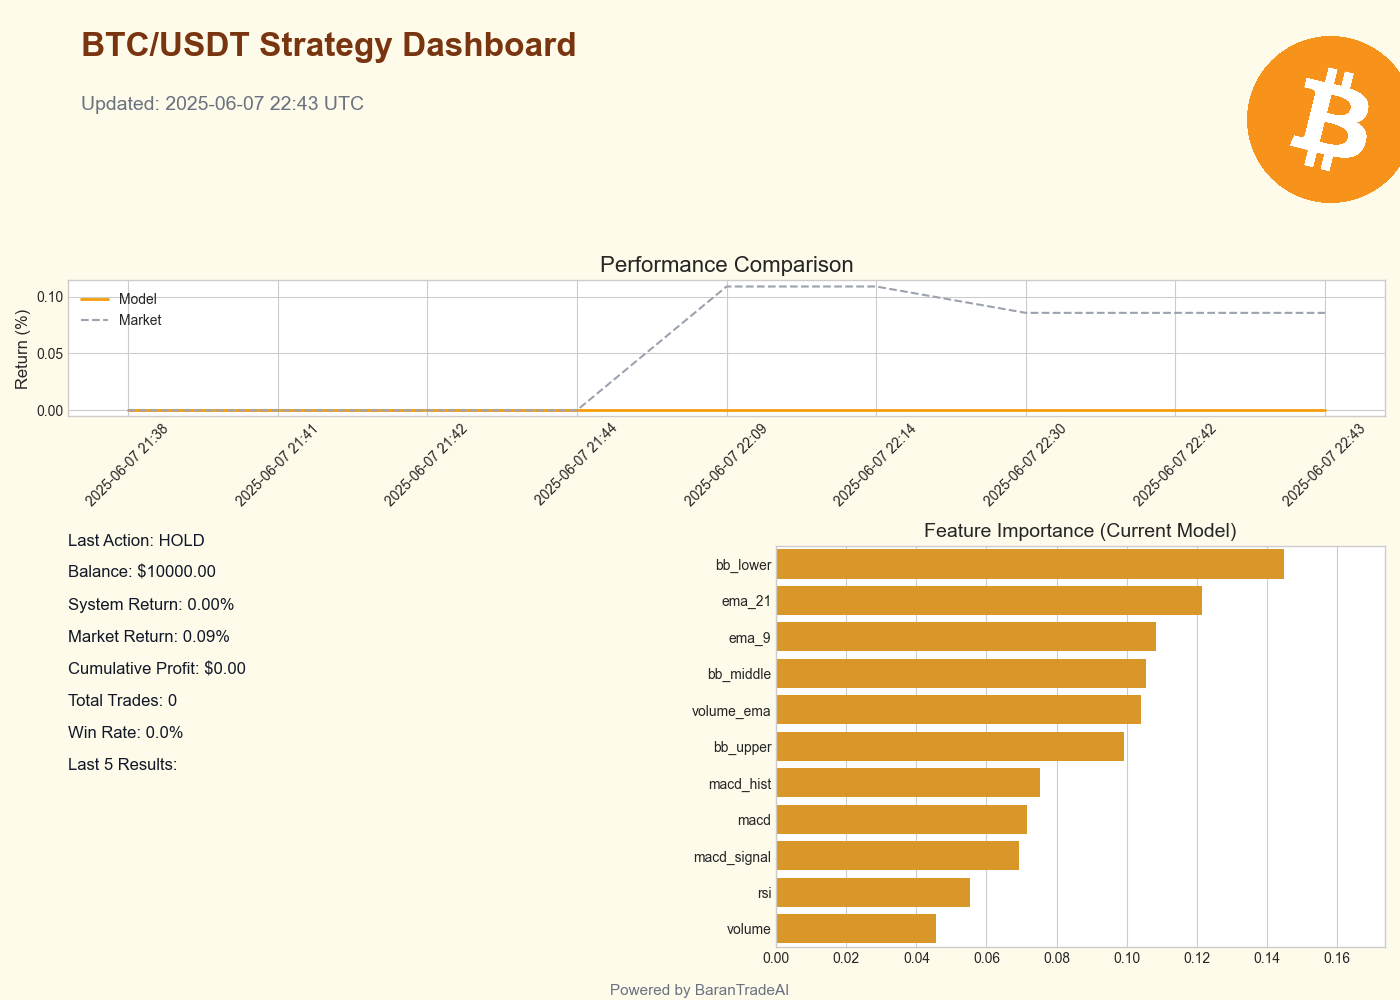 BTC/USDT Strategy Dashboard
Updated: 2025-06-07 22:43 UTC
Performance Comparison
Return (%)
0.10
0.05
0.00
Model
Market
2025-06-07 21:38
2025-06-07 21:41
2025-06-07 21:42
2025-06-07 21:44
2025-06-07 22:09
2025-06-07 22:14
2025-06-07 22:30
2025-06-07 22:42
2025-06-07 22:43
Last Action: HOLD
Balance: $10000.00
System Return: 0.00%
Market Return: 0.09%
Cumulative Profit: $0.00
Total Trades: 0
Win Rate: 0.0%
Last 5 Results:
Feature Importance (Current Model)
bb_lower
ema_21
ema_9
bb_middle
volume_ema
bb_upper
macd_hist
macd
macd_signal
rsi
volume
0.00 0.02 0.04 0.06 0.08 0.10 0.12 0.14 0.16
Powered by BaranTradeAI